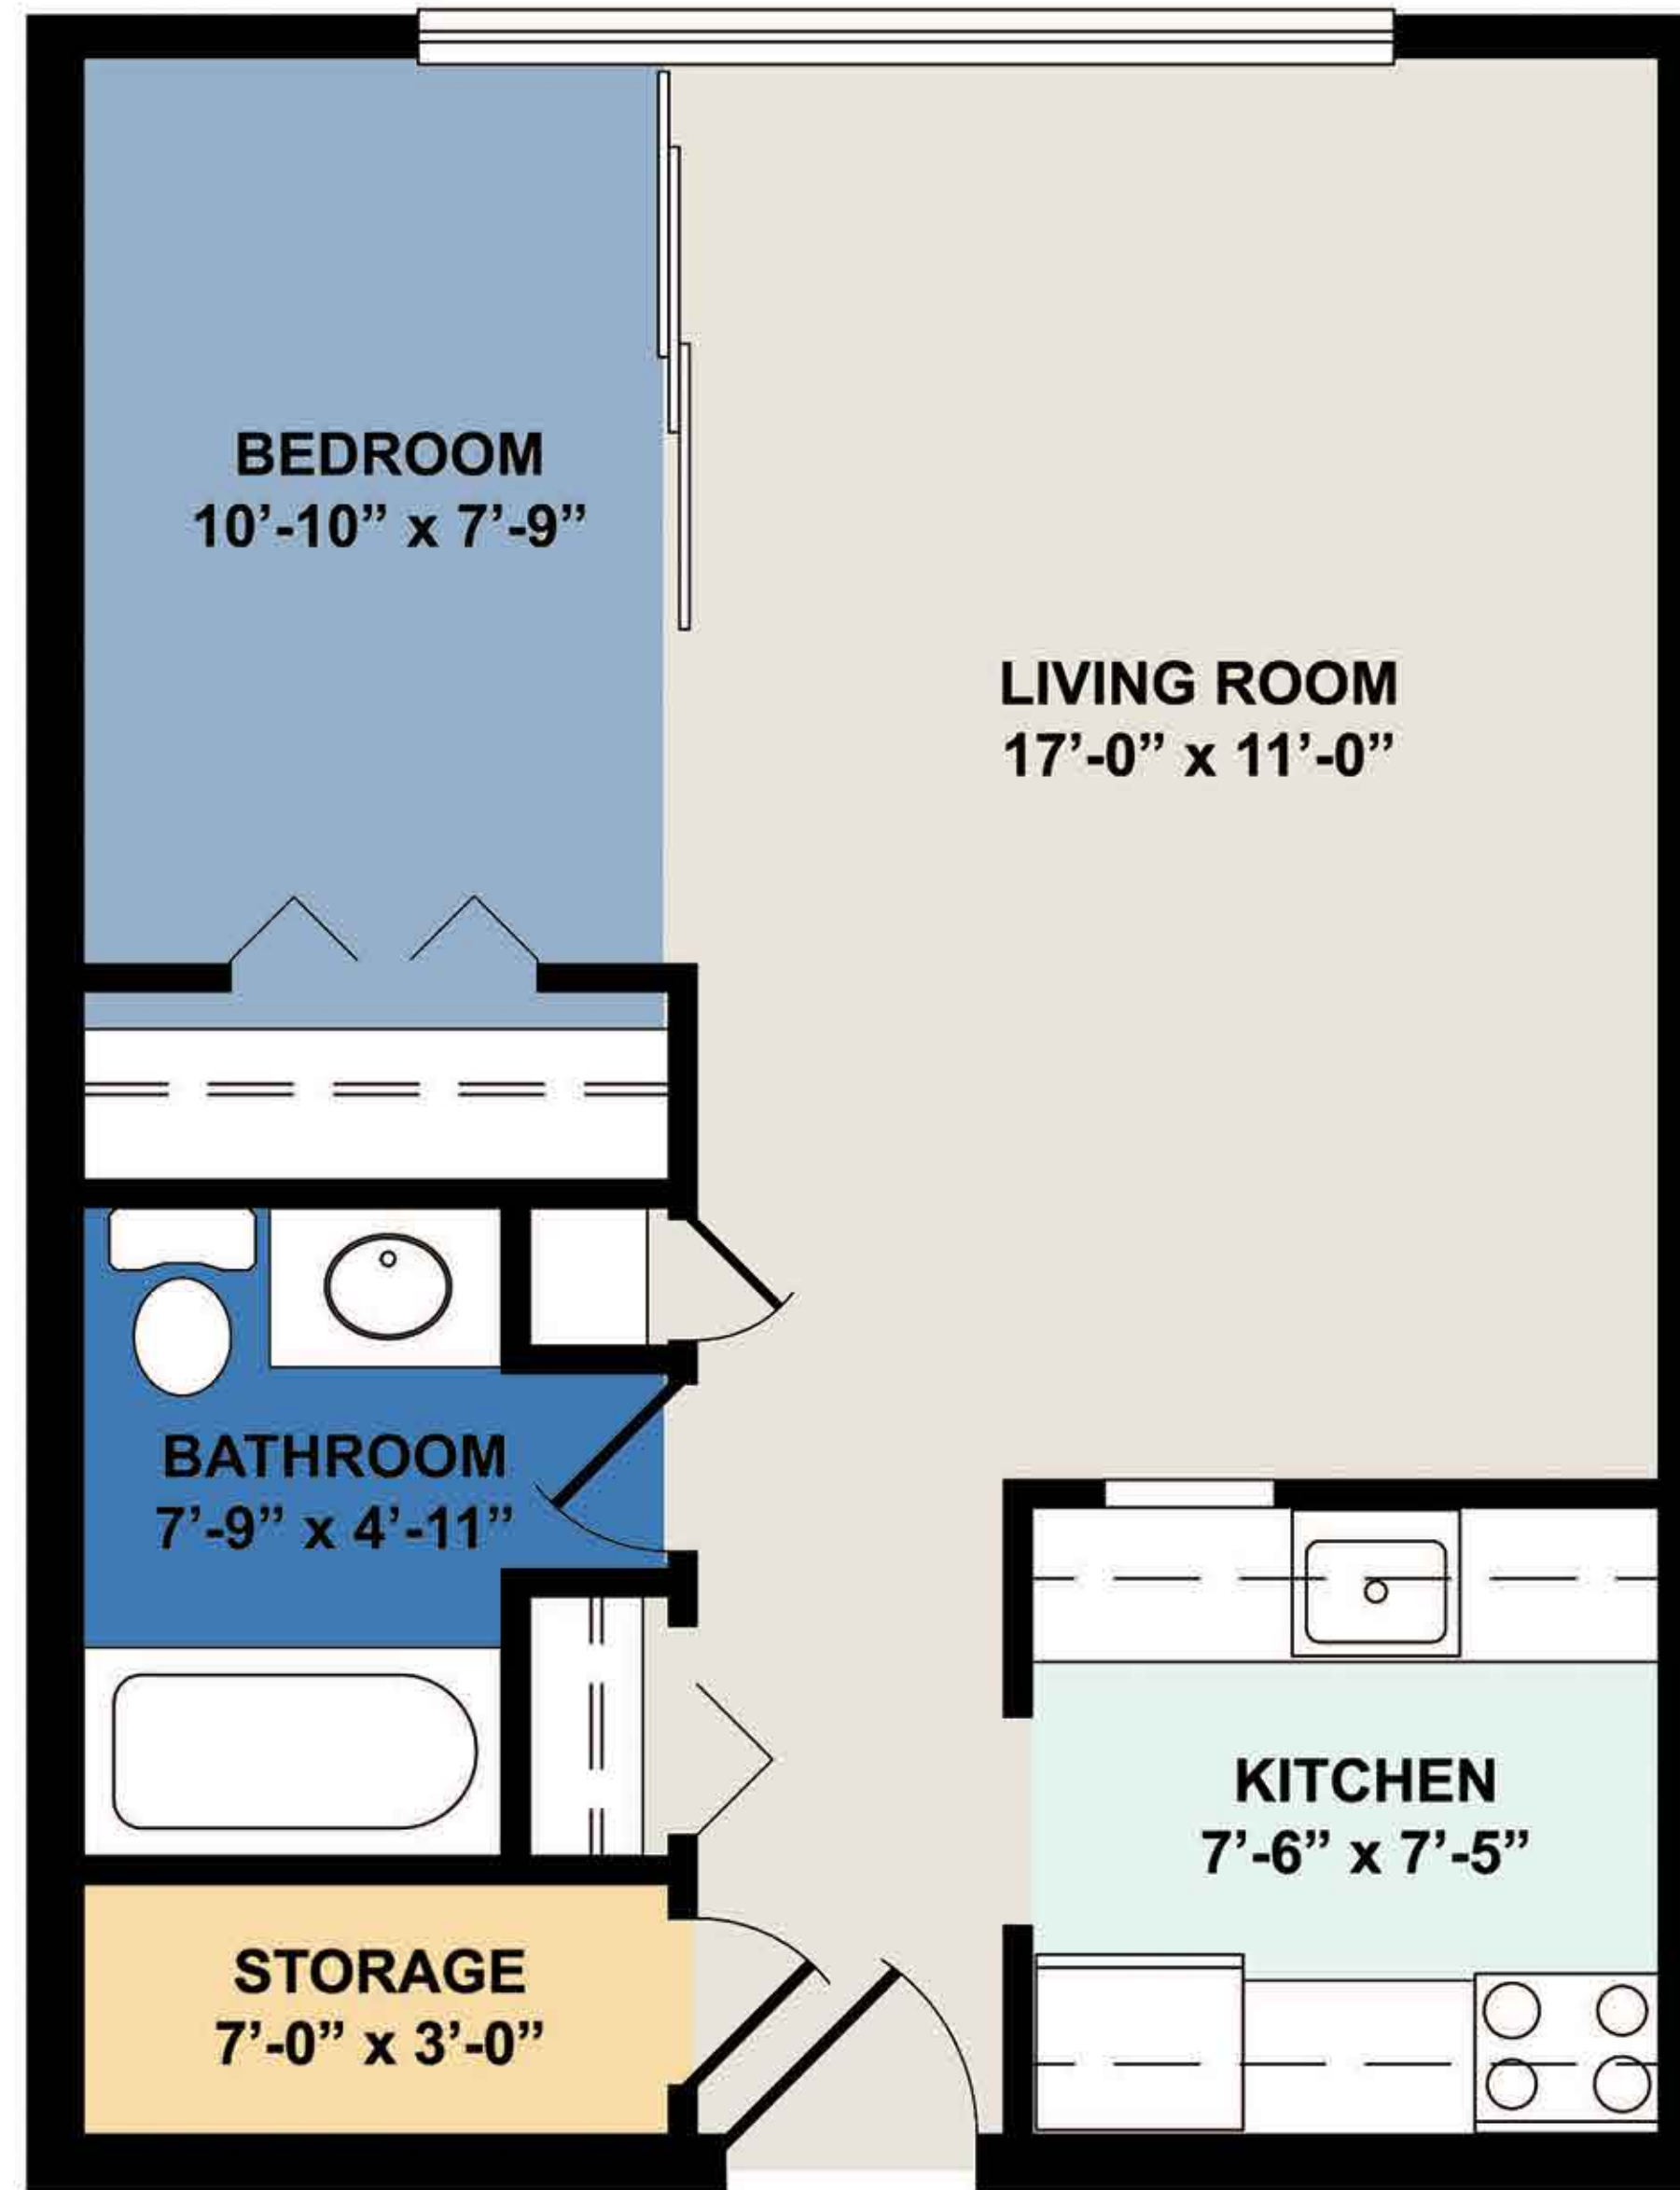 BEDROOM
10’-10” x 7’-9”
LIVING ROOM
17’-0” x 11’-0”
BATHROOM
7’-9” x 4’-11”
KITCHEN
7’-6” x 7’-5”
STORAGE
7’-0” x 3’-0”